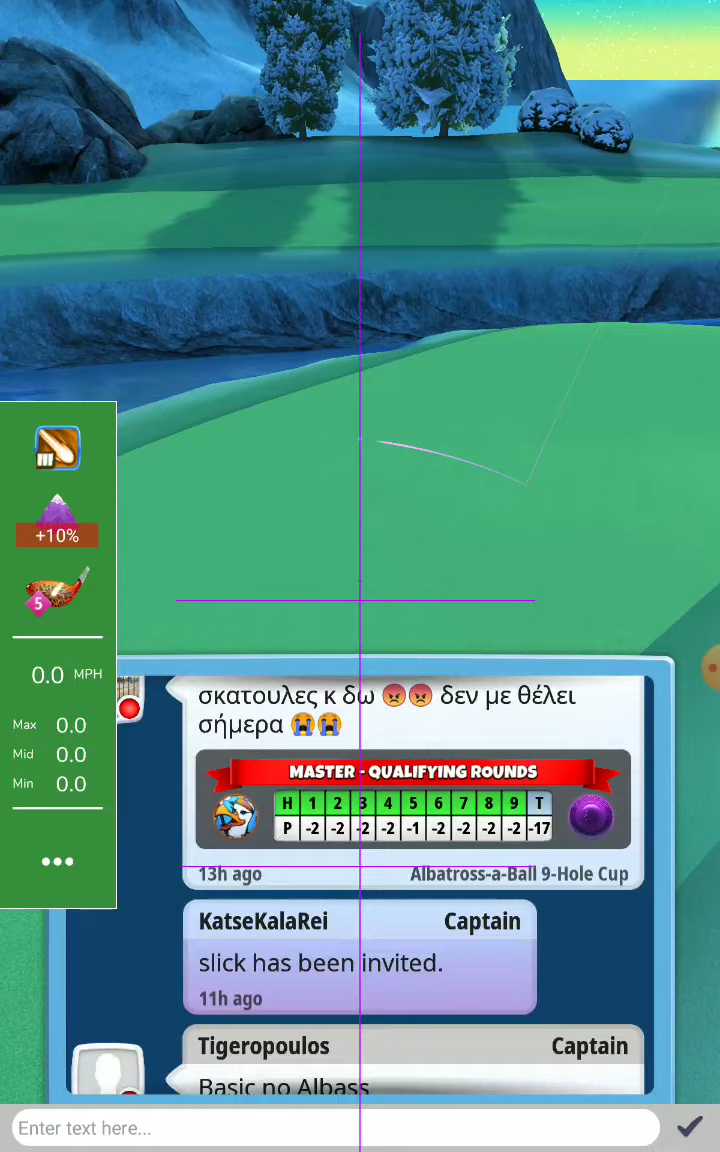 III
+10%
5
0.0 MPH
Max 0.0
Mid 0.0
Min 0.0
σκατουλες κ δω 😡😡 δεν με θέλει
σήμερα 😭😭
MASTER - QUALIFYING ROUNDS
H 1 2 3 4 5 6 7 8 9 T
P -2 -2 -2 -2 -1 -2 -2 -2 -2 -17
13h ago Albatross-a-Ball 9-Hole Cup
KatseKalaRei Captain
slick has been invited.
11h ago
Tigeropoulos Captain
Basic no Albass
Enter text here...